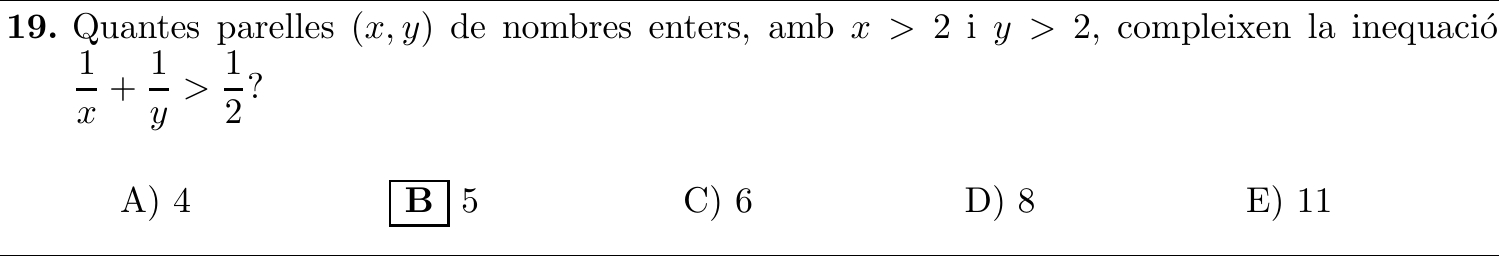 19. Quantes parelles (x, y) de nombres enters, amb x > 2 i y > 2, compleixen la inequació
1/x + 1/y > 1/2?
A) 4 B 5 C) 6 D) 8 E) 11